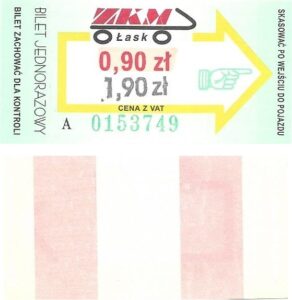 BILET ZACHOWAĆ DLA KONTROLI
BILET JEDNORAZOWY
ZKM
Łask
0,90 zł
1,90 zł
CENA Z VAT
A 0153749
SKASOWAĆ PO WEJŚCIU DO POJAZDU